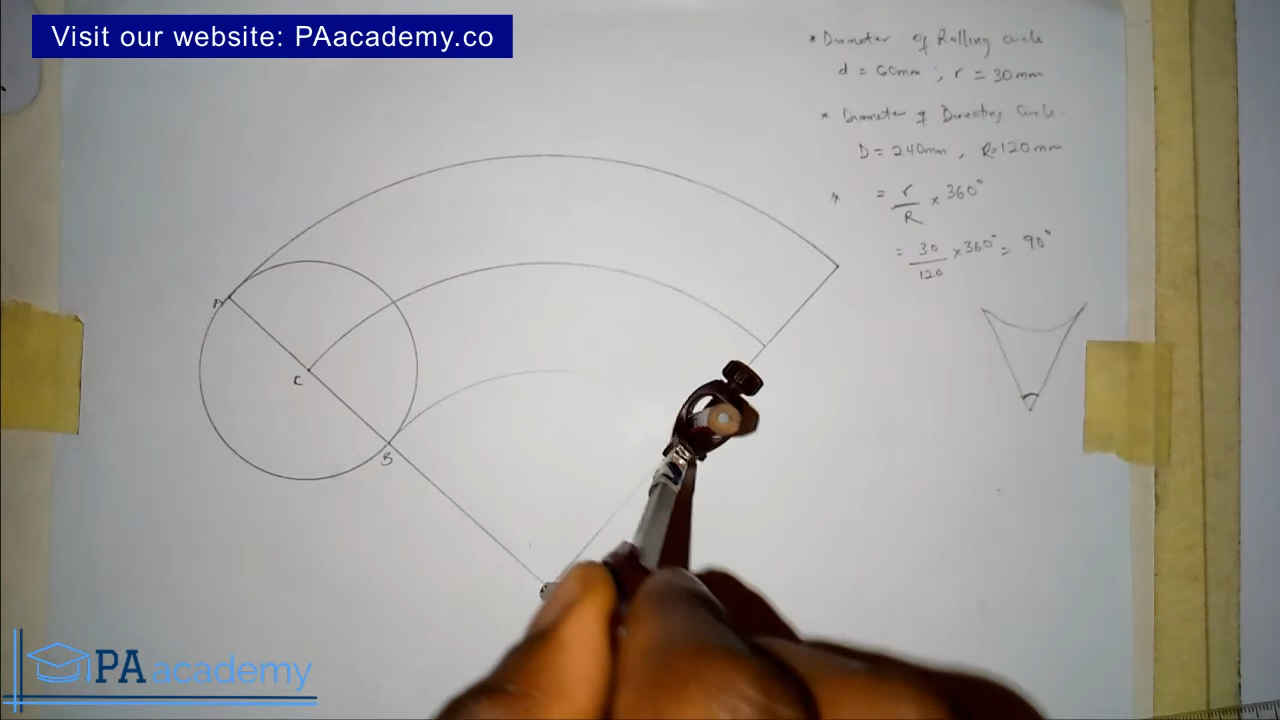 Visit our website: PAacademy.co
* Diameter of Rolling circle
d = 60mm ; r = 30mm
* Diameter of Directing Circle.
D = 240mm , R=120mm
* = r/R × 360°
= 30/120 × 360° = 90°
A
C
B
PA academy